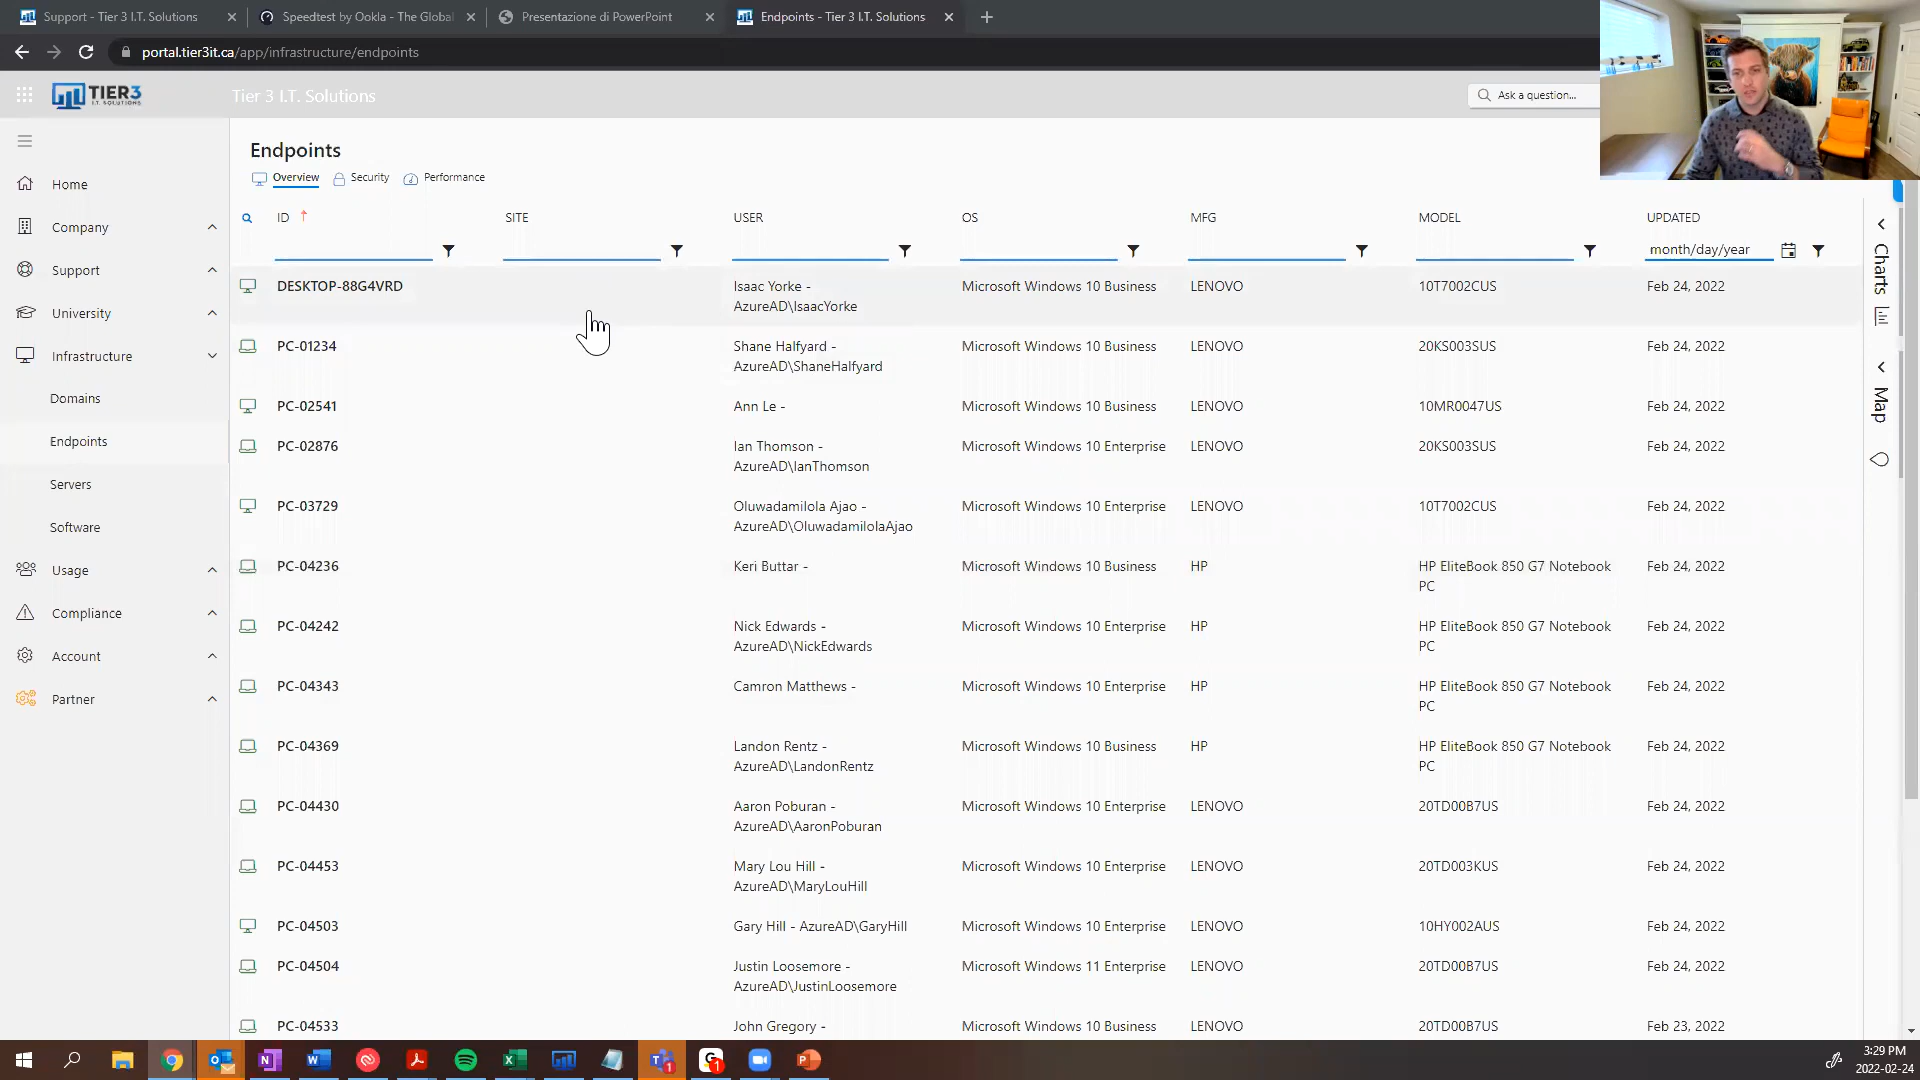 Support - Tier 3 I.T. Solutions
Speedtest by Ookla - The Global
Presentazione di PowerPoint
Endpoints - Tier 3 I.T. Solutions
portal.tier3it.ca/app/infrastructure/endpoints
TIER3
I.T. SOLUTIONS
Tier 3 I.T. Solutions
Ask a question...
Home
Company
Support
University
Infrastructure
Domains
Endpoints
Servers
Software
Usage
Compliance
Account
Partner
Endpoints
Overview Security Performance
ID SITE USER OS MFG MODEL UPDATED
month/day/year
DESKTOP-88G4VRD Isaac Yorke - Microsoft Windows 10 Business LENOVO 10T7002CUS Feb 24, 2022
AzureAD\IsaacYorke
PC-01234 Shane Halfyard - Microsoft Windows 10 Business LENOVO 20KS003SUS Feb 24, 2022
AzureAD\ShaneHalfyard
PC-02541 Ann Le - Microsoft Windows 10 Business LENOVO 10MR0047US Feb 24, 2022
PC-02876 Ian Thomson - Microsoft Windows 10 Enterprise LENOVO 20KS003SUS Feb 24, 2022
AzureAD\IanThomson
PC-03729 Oluwadamilola Ajao - Microsoft Windows 10 Enterprise LENOVO 10T7002CUS Feb 24, 2022
AzureAD\OluwadamilolaAjao
PC-04236 Keri Buttar - Microsoft Windows 10 Business HP HP EliteBook 850 G7 Notebook Feb 24, 2022
PC
PC-04242 Nick Edwards - Microsoft Windows 10 Enterprise HP HP EliteBook 850 G7 Notebook Feb 24, 2022
AzureAD\NickEdwards PC
PC-04343 Camron Matthews - Microsoft Windows 10 Enterprise HP HP EliteBook 850 G7 Notebook Feb 24, 2022
PC
PC-04369 Landon Rentz - Microsoft Windows 10 Business HP HP EliteBook 850 G7 Notebook Feb 24, 2022
AzureAD\LandonRentz PC
PC-04430 Aaron Poburan - Microsoft Windows 10 Enterprise LENOVO 20TD00B7US Feb 24, 2022
AzureAD\AaronPoburan
PC-04453 Mary Lou Hill - Microsoft Windows 10 Enterprise LENOVO 20TD003KUS Feb 24, 2022
AzureAD\MaryLouHill
PC-04503 Gary Hill - AzureAD\GaryHill Microsoft Windows 10 Enterprise LENOVO 10HY002AUS Feb 24, 2022
PC-04504 Justin Loosemore - Microsoft Windows 11 Enterprise LENOVO 20TD00B7US Feb 24, 2022
AzureAD\JustinLoosemore
PC-04533 John Gregory - Microsoft Windows 10 Business LENOVO 20TD00B7US Feb 23, 2022
Charts
Map
3:29 PM
2022-02-24